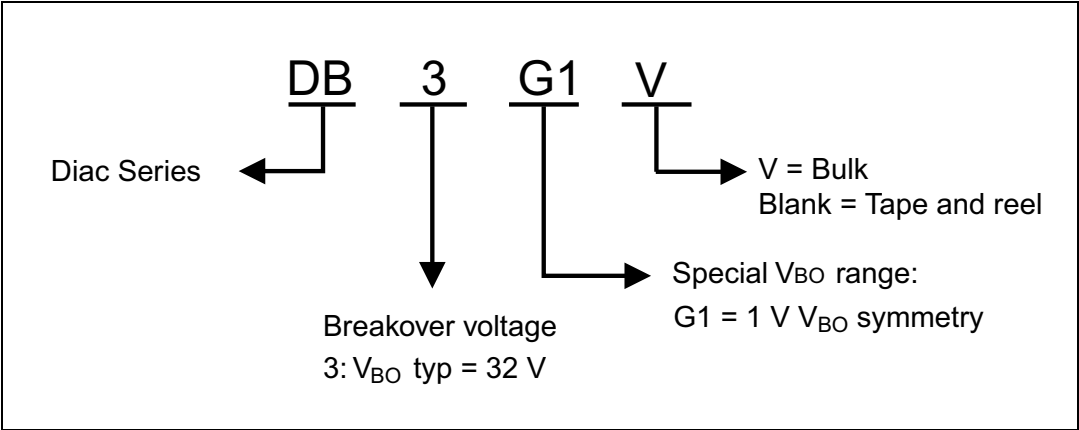 DB 3 G1 V
Diac Series
V = Bulk
Blank = Tape and reel
Special VBO range:
G1 = 1 V VBO symmetry
Breakover voltage
3: VBO typ = 32 V